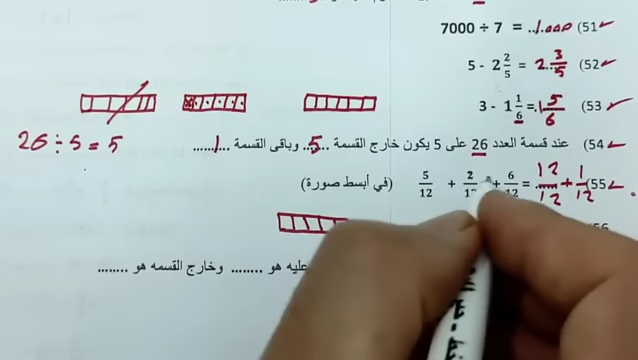 51) 7000 ÷ 7 = ..1000
52) 5 - 2 2/5 = 2 3/5
53) 3 - 1 1/6 = .1 5/6
54) عند قسمة العدد 26 على 5 يكون خارج القسمة ..5.. وباقى القسمة ..1......
26 ÷ 5 = 5
55) 5/12 + 2/12 + 6/12 = 12/12 + 1/12 (في أبسط صورة)
عليه هو ........ وخارج القسمه هو ........